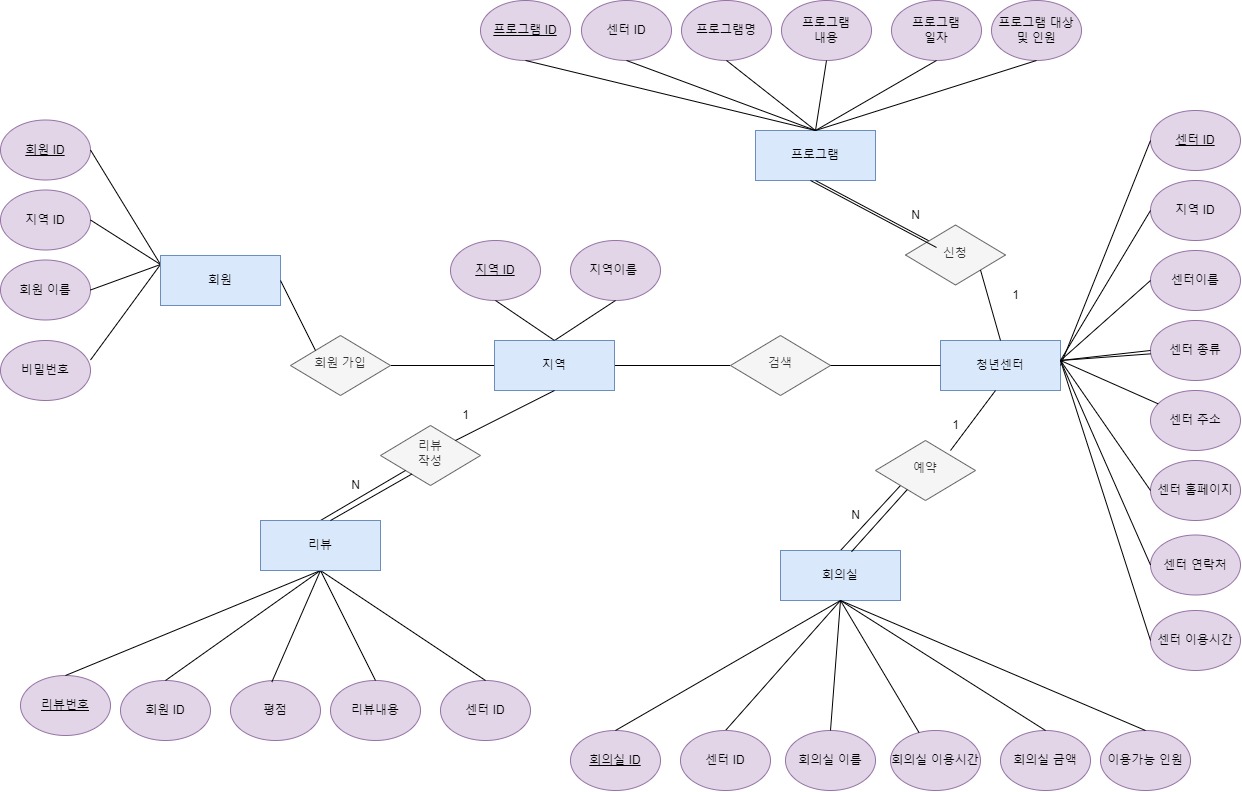 프로그램 ID
센터 ID
프로그램명
프로그램
내용
프로그램
일자
프로그램 대상
및 인원
회원 ID
지역 ID
회원 이름
비밀번호
회원
프로그램
N
신청
1
센터 ID
지역 ID
센터이름
센터 종류
센터 주소
센터 홈페이지
센터 연락처
센터 이용시간
지역 ID
지역이름
회원 가입
지역
검색
청년센터
1
리뷰
작성
N
리뷰
1
예약
N
회의실
리뷰번호
회원 ID
평점
리뷰내용
센터 ID
회의실 ID
센터 ID
회의실 이름
회의실 이용시간
회의실 금액
이용가능 인원